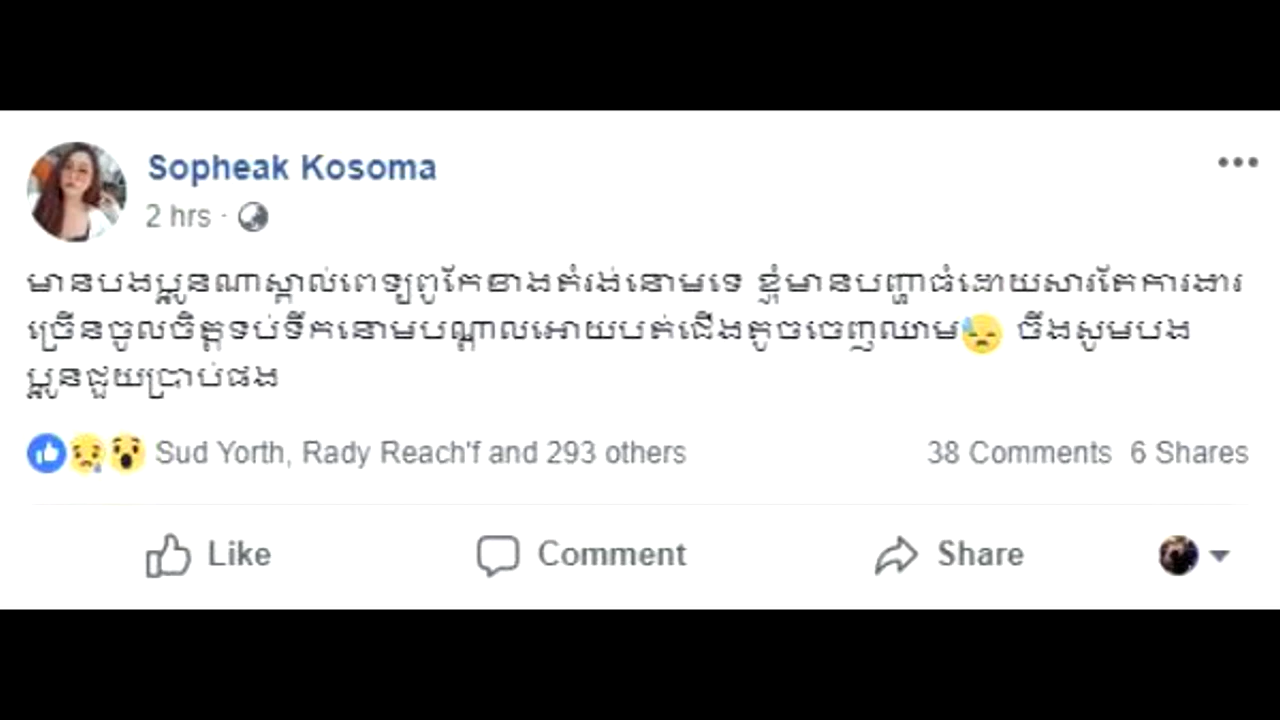 Sopheak Kosoma
2 hrs ·
មានបងប្អូនណាស្គាល់ពេទ្យពូកែខាងតំរង់នោមទេ ខ្ញុំមានបញ្ហាធំដោយសារតែការងារ
ច្រើនចូលចិត្តទប់ទឹកនោមបណ្តាលអោយបត់ជើងតូចចេញឈាម😓 ចឹងសូមបង
ប្អូនជួយប្រាប់ផង
Sud Yorth, Rady Reach'f and 293 others
38 Comments 6 Shares
Like
Comment
Share